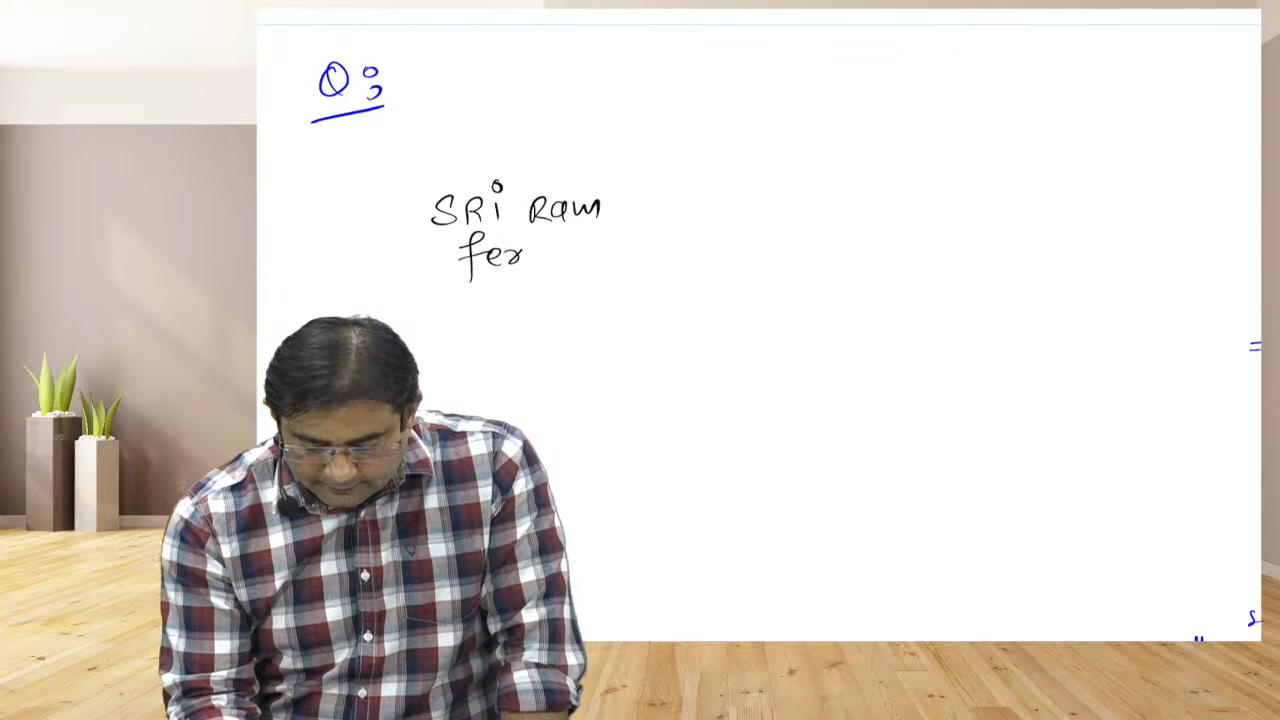 Q:
SRi Ram
fer
=